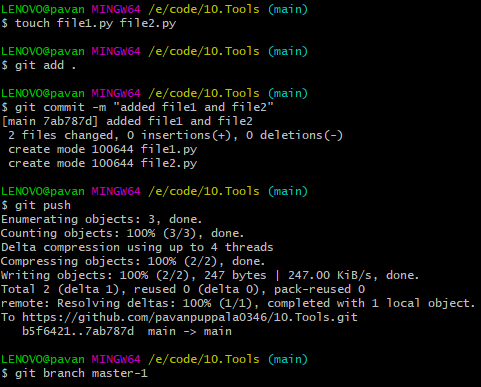 LENOVO@pavan MINGW64 /e/code/10.Tools (main)
$ touch file1.py file2.py
LENOVO@pavan MINGW64 /e/code/10.Tools (main)
$ git add .
LENOVO@pavan MINGW64 /e/code/10.Tools (main)
$ git commit -m "added file1 and file2"
[main 7ab787d] added file1 and file2
2 files changed, 0 insertions(+), 0 deletions(-)
create mode 100644 file1.py
create mode 100644 file2.py
LENOVO@pavan MINGW64 /e/code/10.Tools (main)
$ git push
Enumerating objects: 3, done.
Counting objects: 100% (3/3), done.
Delta compression using up to 4 threads
Compressing objects: 100% (2/2), done.
Writing objects: 100% (2/2), 247 bytes | 247.00 KiB/s, done.
Total 2 (delta 1), reused 0 (delta 0), pack-reused 0
remote: Resolving deltas: 100% (1/1), completed with 1 local object.
To https://github.com/pavanpuppala0346/10.Tools.git
b5f6421..7ab787d main -> main
LENOVO@pavan MINGW64 /e/code/10.Tools (main)
$ git branch master-1